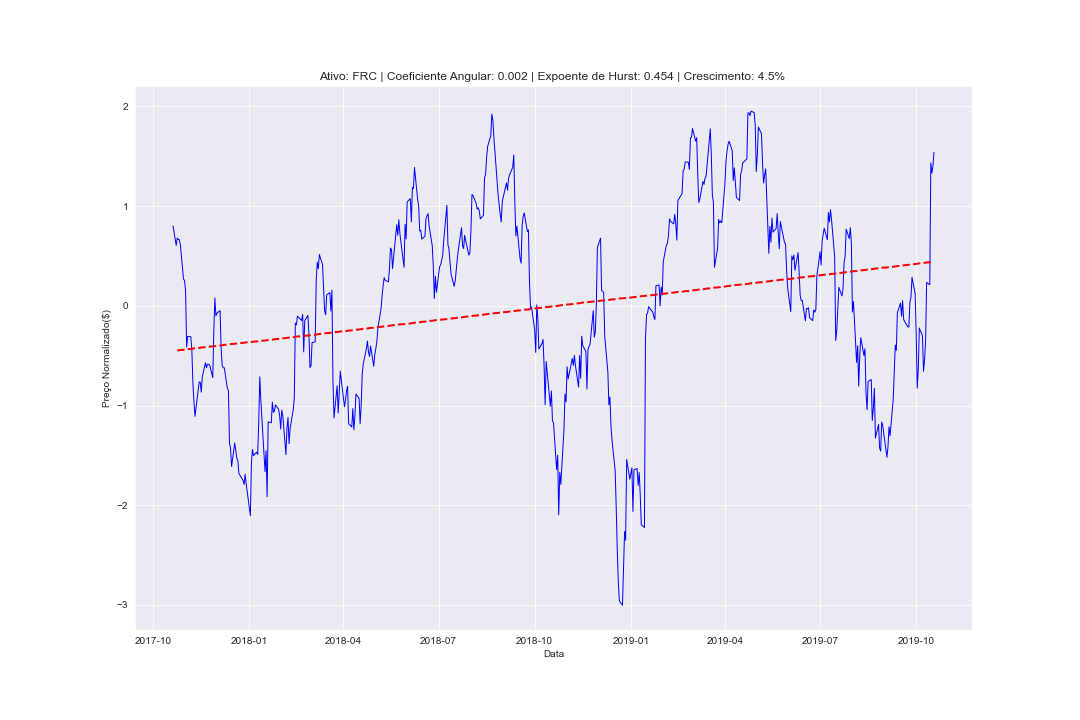 Ativo: FRC | Coeficiente Angular: 0.002 | Expoente de Hurst: 0.454 | Crescimento: 4.5%
Preço Normalizado($)
2
1
0
−1
−2
−3
2017-10 2018-01 2018-04 2018-07 2018-10 2019-01 2019-04 2019-07 2019-10
Data